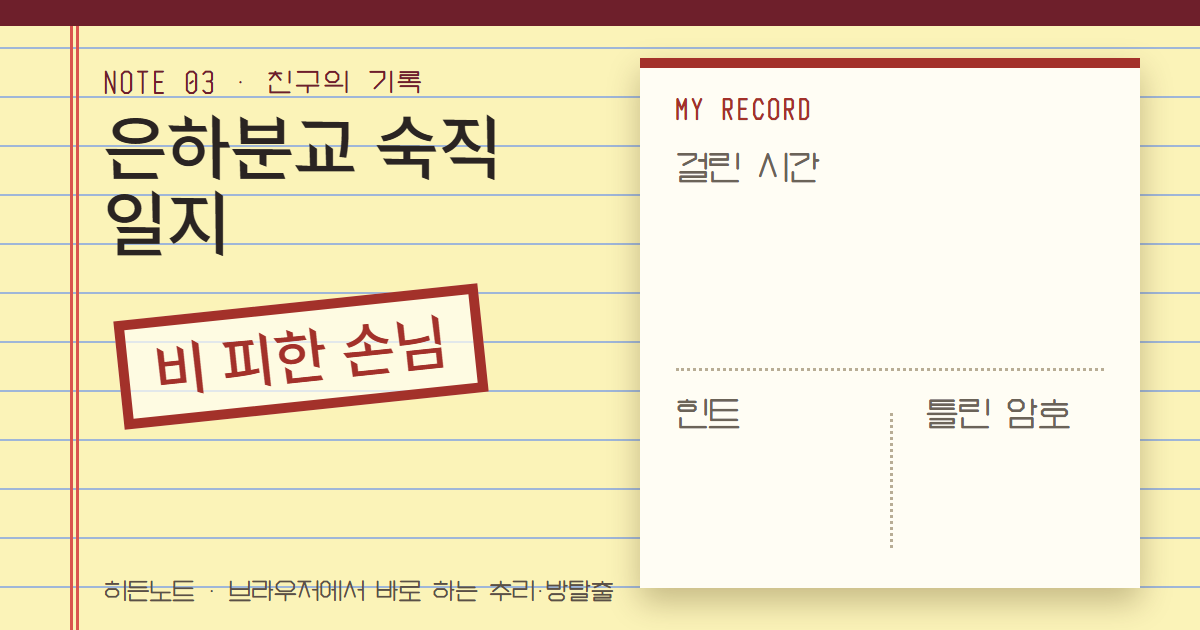 NOTE 03 · 친구의 기록
은하분교 숙직
일지
비 피한 손님
히든노트 · 브라우저에서 바로 하는 추리·방탈출
MY RECORD
걸린 시간
힌트
틀린 암호